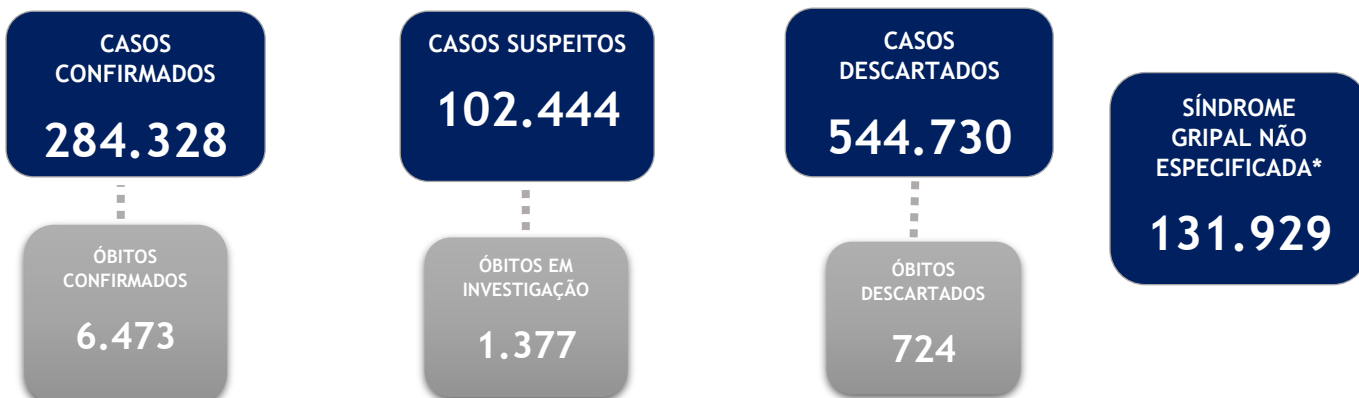 CASOS
CONFIRMADOS
284.328
ÓBITOS
CONFIRMADOS
6.473
CASOS SUSPEITOS
102.444
ÓBITOS EM
INVESTIGAÇÃO
1.377
CASOS
DESCARTADOS
544.730
ÓBITOS
DESCARTADOS
724
SÍNDROME
GRIPAL NÃO
ESPECIFICADA*
131.929